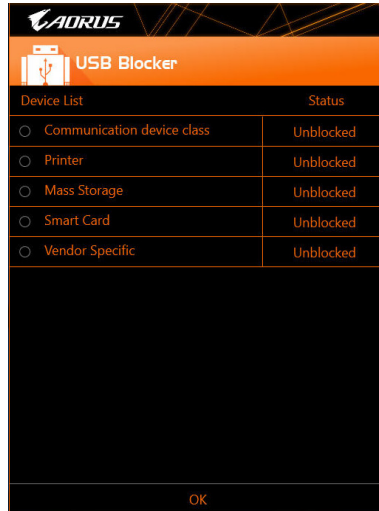 AORUS
USB Blocker
Device List Status
Communication device class Unblocked
Printer Unblocked
Mass Storage Unblocked
Smart Card Unblocked
Vendor Specific Unblocked
OK